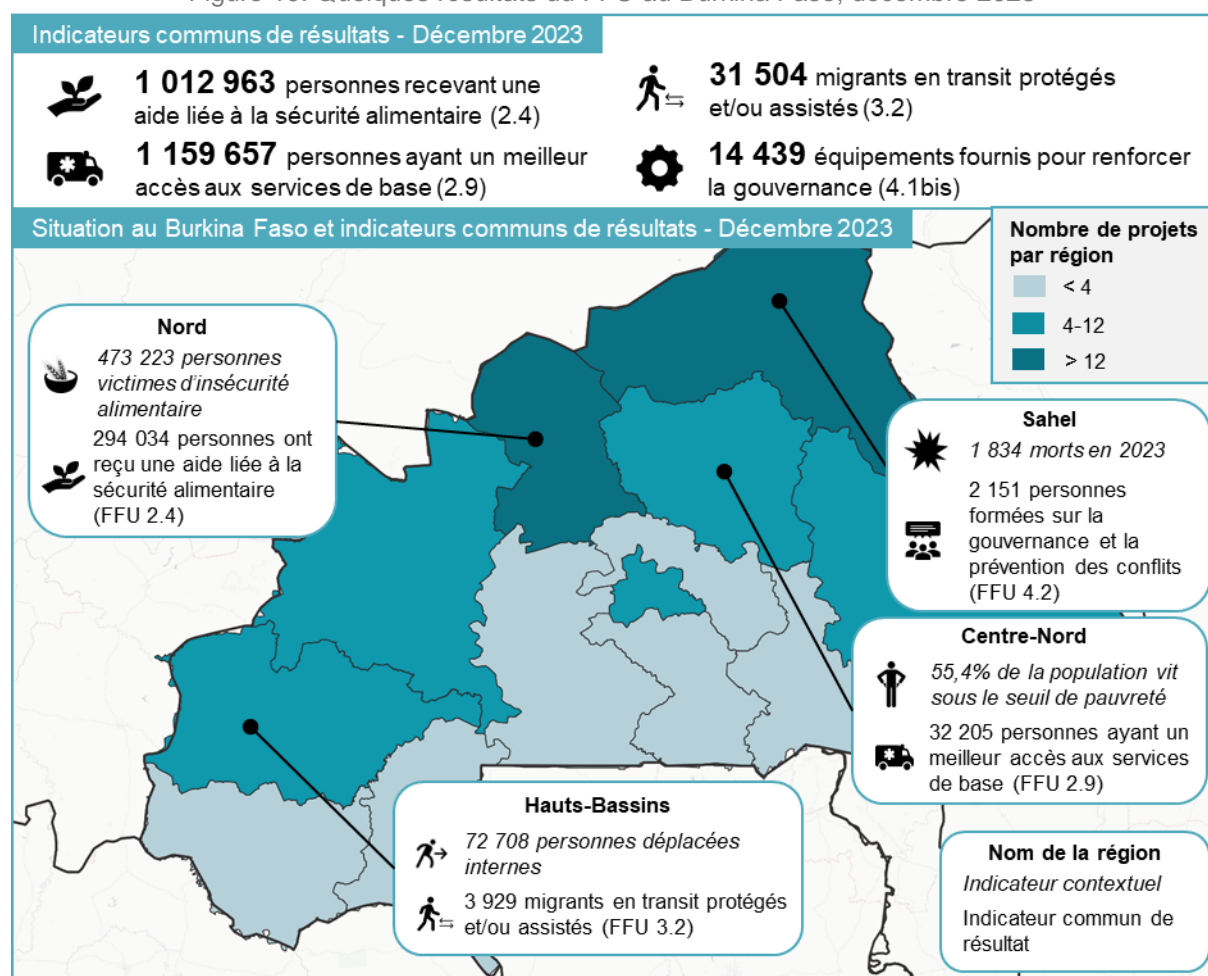 Indicateurs communs de résultats - Décembre 2023
1 012 963 personnes recevant une
aide liée à la sécurité alimentaire (2.4)
31 504 migrants en transit protégés
et/ou assistés (3.2)
1 159 657 personnes ayant un meilleur
accès aux services de base (2.9)
14 439 équipements fournis pour renforcer
la gouvernance (4.1bis)
Situation au Burkina Faso et indicateurs communs de résultats - Décembre 2023
Nombre de projets
par région
< 4
4-12
> 12
Nord
473 223 personnes
victimes d'insécurité
alimentaire
294 034 personnes ont
reçu une aide liée à la
sécurité alimentaire
(FFU 2.4)
Sahel
1 834 morts en 2023
2 151 personnes
formées sur la
gouvernance et la
prévention des conflits
(FFU 4.2)
Centre-Nord
55,4% de la population vit
sous le seuil de pauvreté
32 205 personnes ayant un
meilleur accès aux services
de base (FFU 2.9)
Hauts-Bassins
72 708 personnes déplacées
internes
3 929 migrants en transit protégés
et/ou assistés (FFU 3.2)
Nom de la région
Indicateur contextuel
Indicateur commun de
résultat